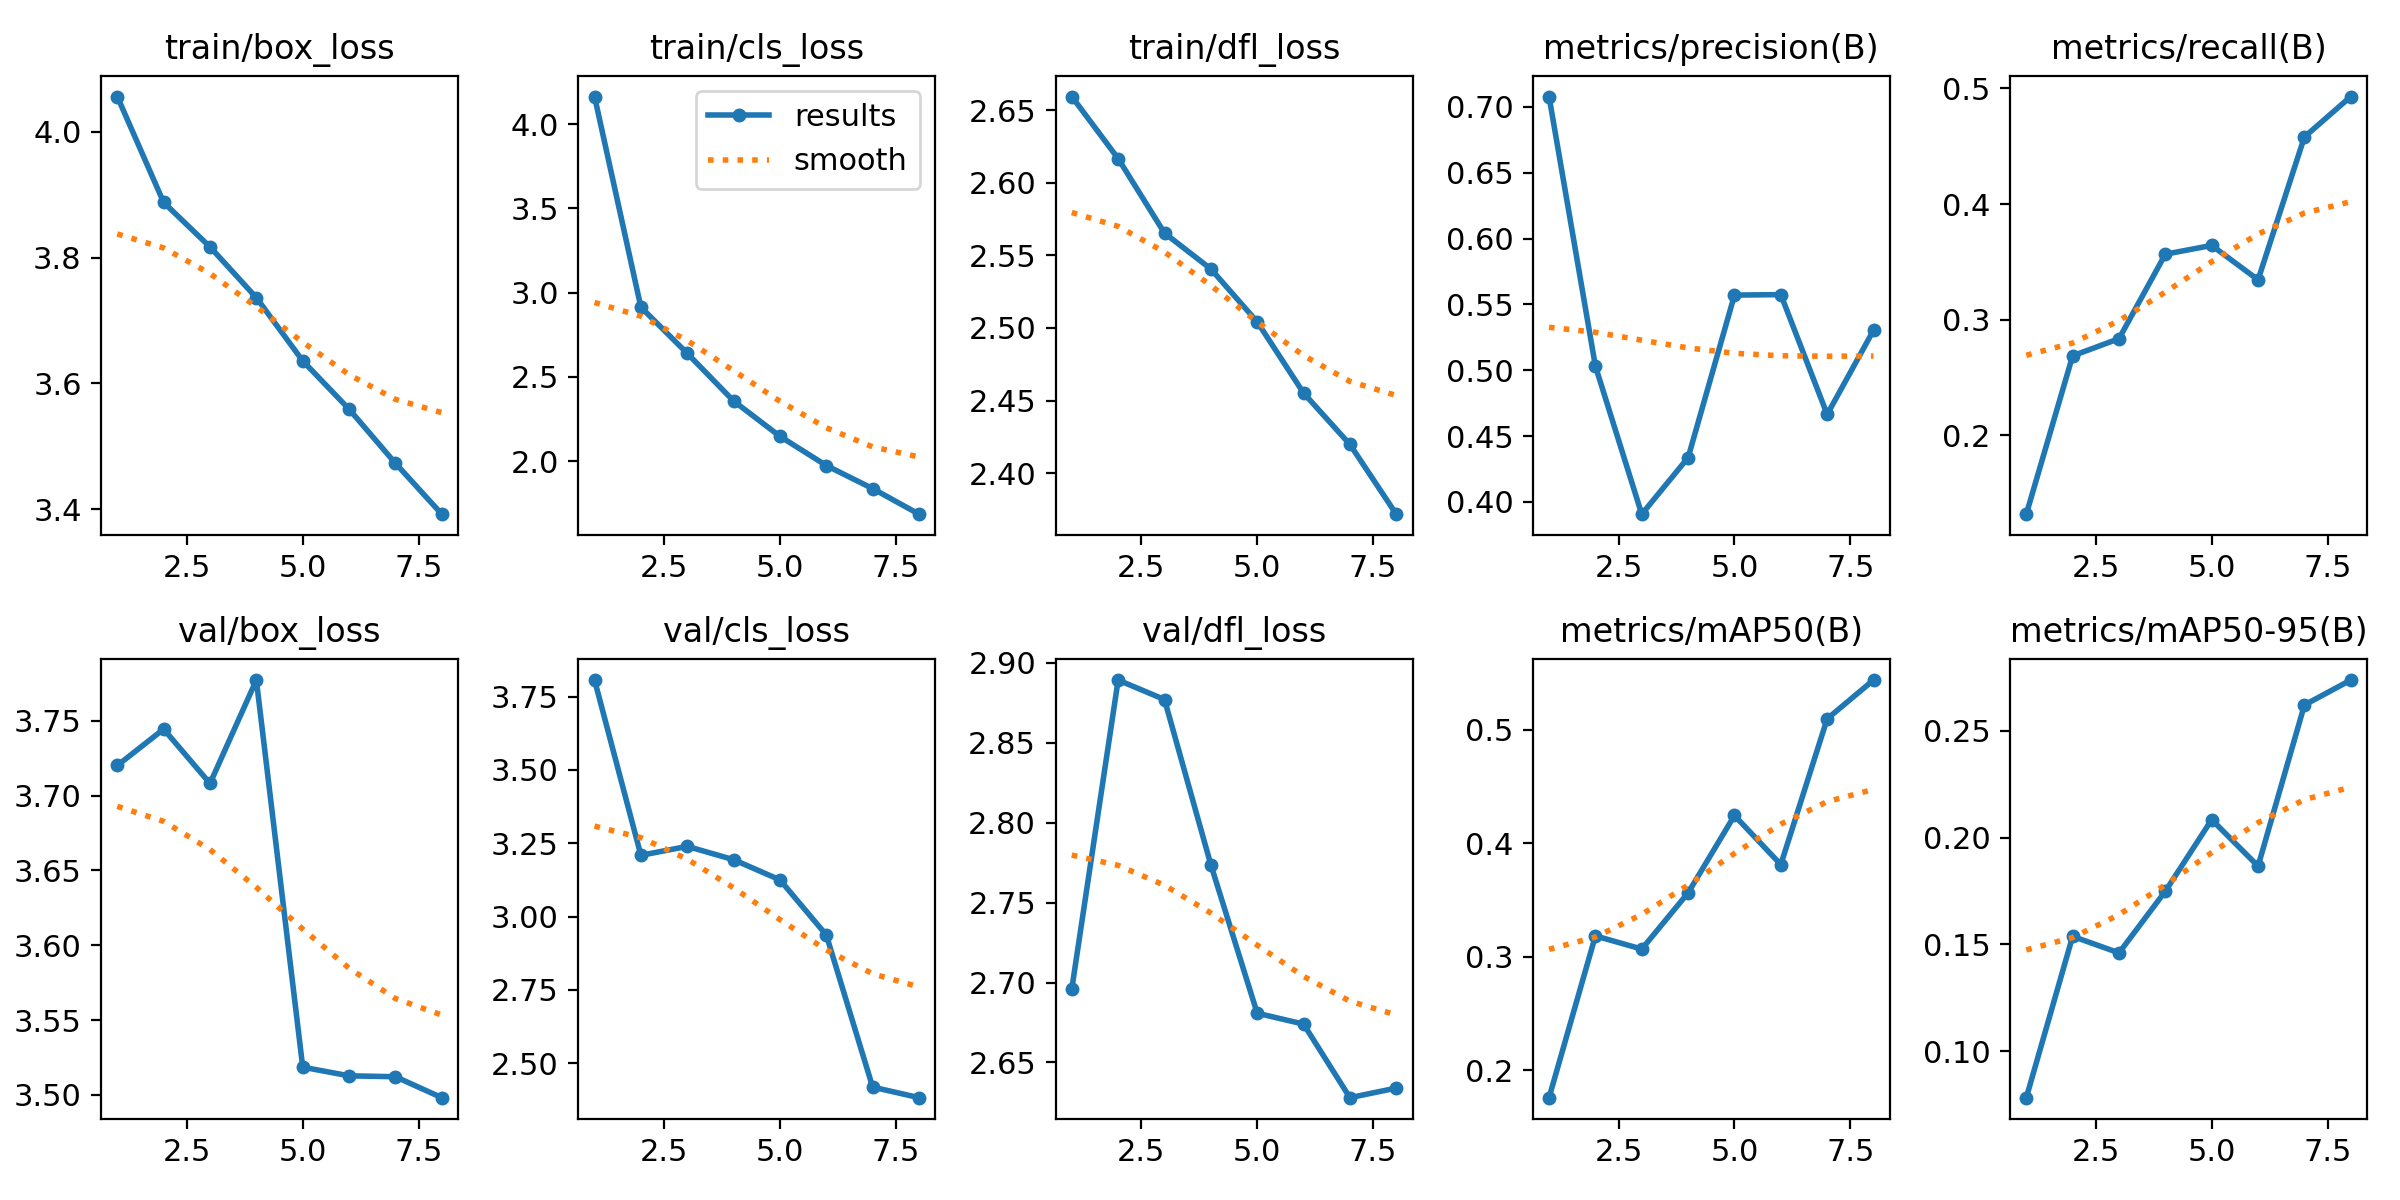 train/box_loss
4.0
3.8
3.6
3.4
2.5 5.0 7.5
train/cls_loss
results
smooth
4.0
3.5
3.0
2.5
2.0
2.5 5.0 7.5
train/dfl_loss
2.65
2.60
2.55
2.50
2.45
2.40
2.5 5.0 7.5
metrics/precision(B)
0.70
0.65
0.60
0.55
0.50
0.45
0.40
2.5 5.0 7.5
metrics/recall(B)
0.5
0.4
0.3
0.2
2.5 5.0 7.5
val/box_loss
3.75
3.70
3.65
3.60
3.55
3.50
2.5 5.0 7.5
val/cls_loss
3.75
3.50
3.25
3.00
2.75
2.50
2.5 5.0 7.5
val/dfl_loss
2.90
2.85
2.80
2.75
2.70
2.65
2.5 5.0 7.5
metrics/mAP50(B)
0.5
0.4
0.3
0.2
2.5 5.0 7.5
metrics/mAP50-95(B)
0.25
0.20
0.15
0.10
2.5 5.0 7.5